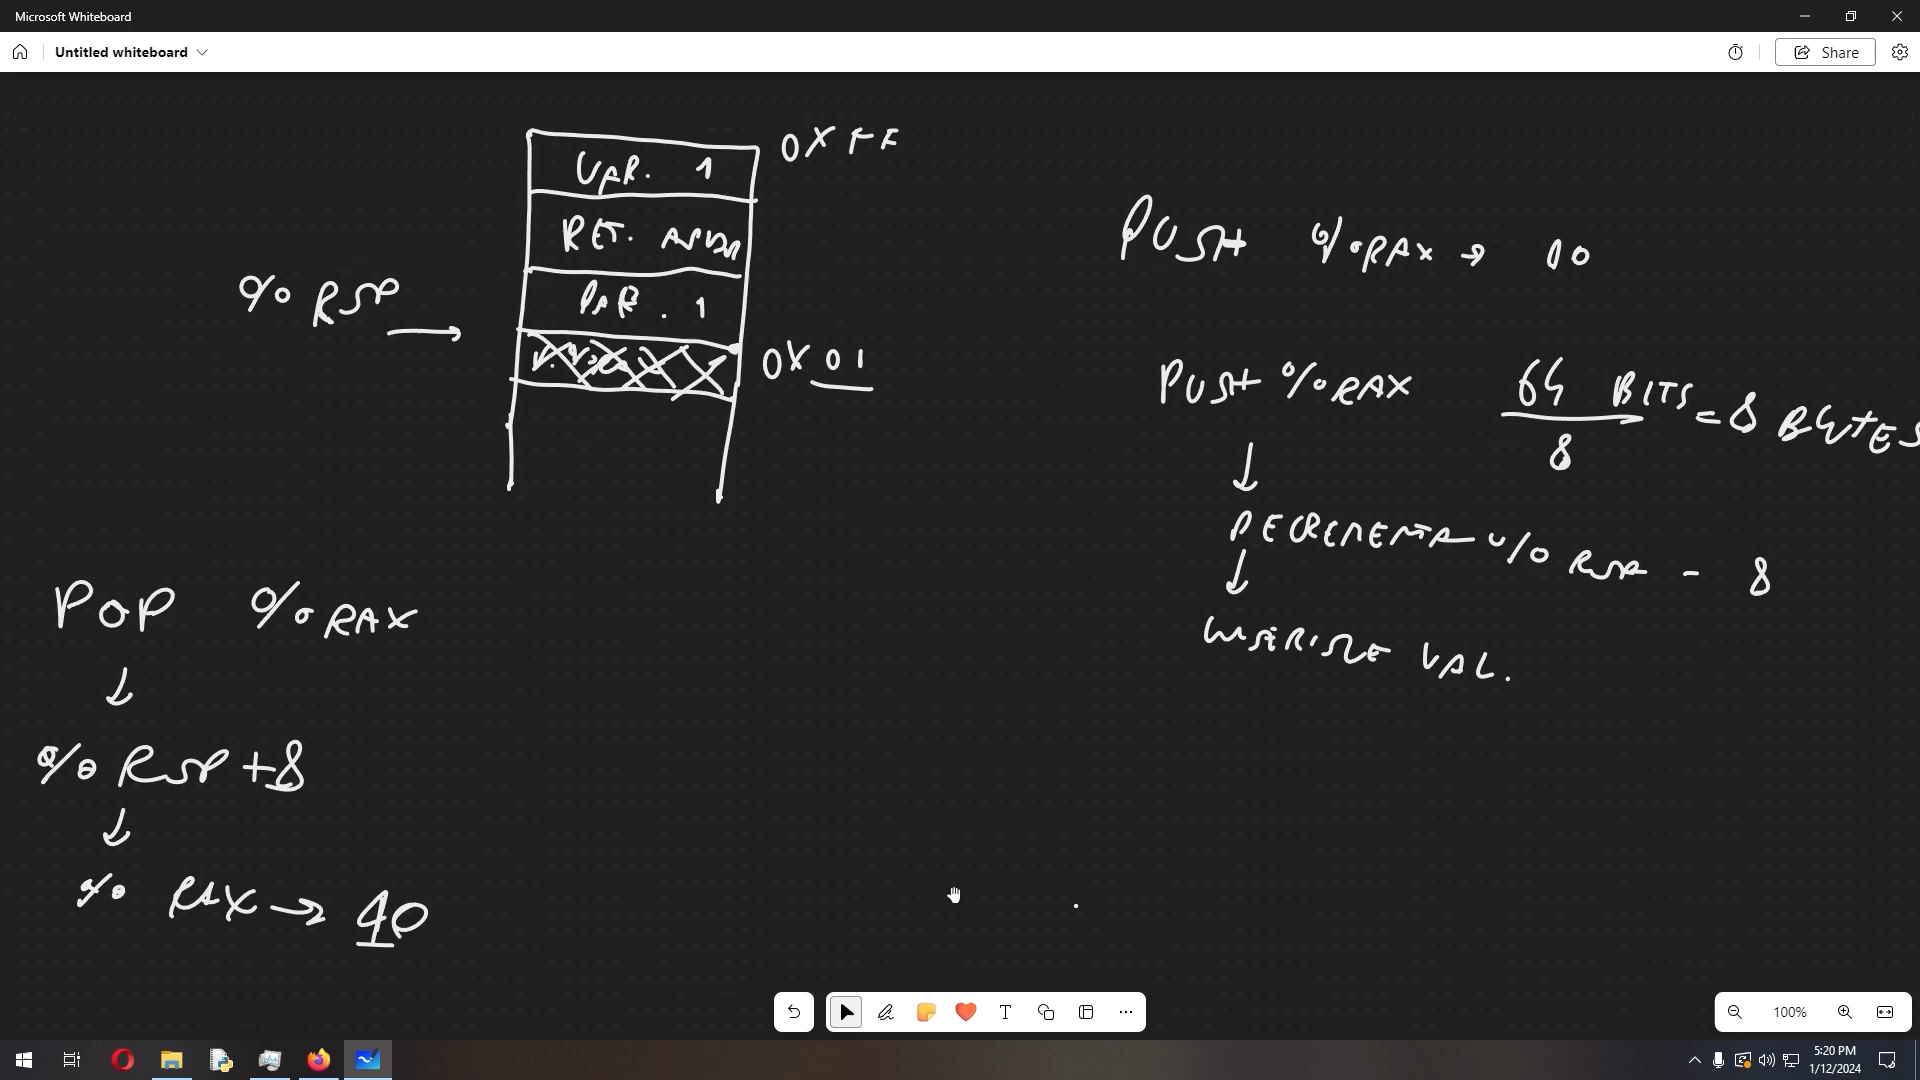 Microsoft Whiteboard
Untitled whiteboard
Share
VAR. 1
0XFF
RET. ADDR
PAR. 1
% RSP
0X01
PUSH %RAX → 10
PUSH %RAX
64 BITS = 8 BYTES
8
↓
DECREMENTA % RSP - 8
↓
INSERISCE VAL.
POP %RAX
↓
% RSP +8
↓
% RAX → 40
100%
5:20 PM
1/12/2024